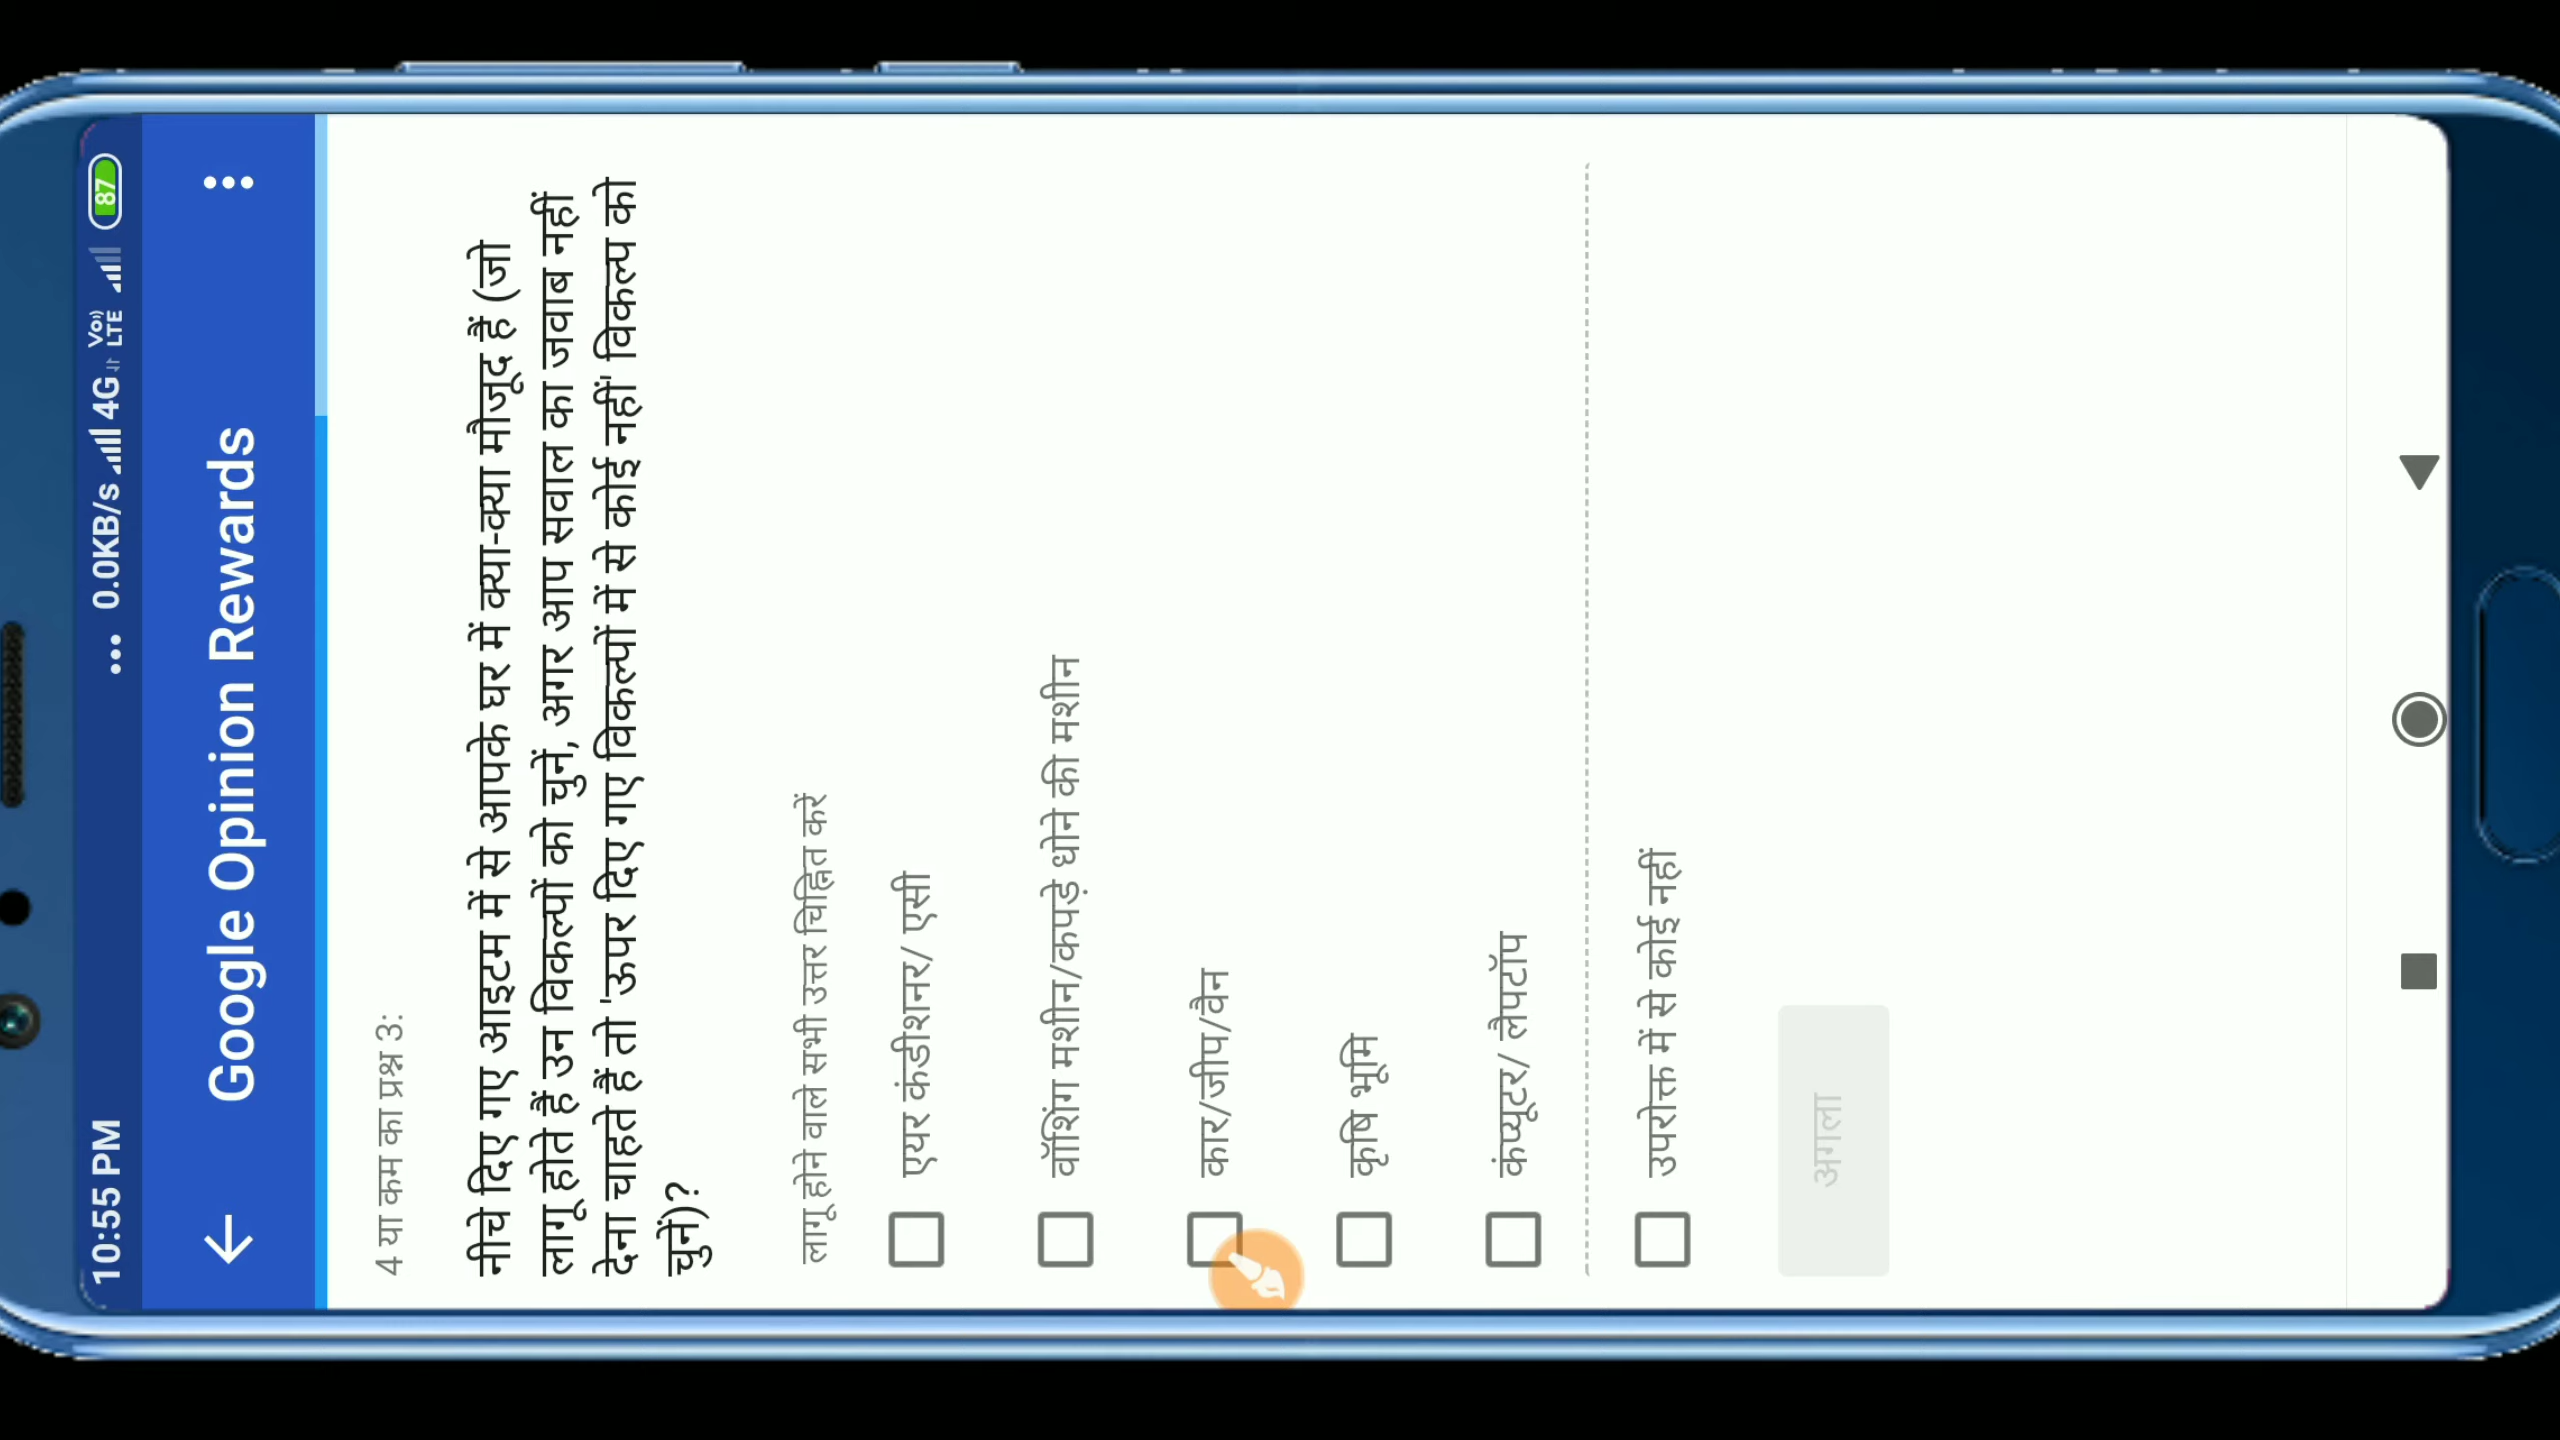 10:55 PM ... 0.0KB/s 4G Vo)) LTE 87
Google Opinion Rewards
4 या कम का प्रश्न 3:
नीचे दिए गए आइटम में से आपके घर में क्या-क्या मौजूद हैं (जो
लागू होते हैं उन विकल्पों को चुनें, अगर आप सवाल का जवाब नहीं
देना चाहते हैं तो 'ऊपर दिए गए विकल्पों में से कोई नहीं' विकल्प को
चुनें)?
लागू होने वाले सभी उत्तर चिह्नित करें
एयर कंडीशनर/ एसी
वॉशिंग मशीन/कपड़े धोने की मशीन
कार/जीप/वैन
कृषि भूमि
कंप्यूटर/ लैपटॉप
उपरोक्त में से कोई नहीं
अगला